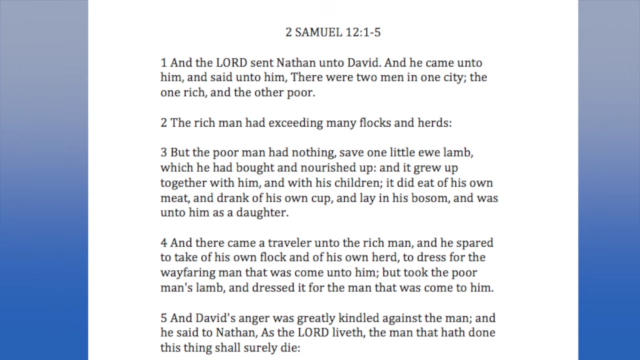 2 SAMUEL 12:1-5
1 And the LORD sent Nathan unto David. And he came unto
him, and said unto him, There were two men in one city; the
one rich, and the other poor.
2 The rich man had exceeding many flocks and herds:
3 But the poor man had nothing, save one little ewe lamb,
which he had bought and nourished up: and it grew up
together with him, and with his children; it did eat of his own
meat, and drank of his own cup, and lay in his bosom, and was
unto him as a daughter.
4 And there came a traveler unto the rich man, and he spared
to take of his own flock and of his own herd, to dress for the
wayfaring man that was come unto him; but took the poor
man's lamb, and dressed it for the man that was come to him.
5 And David's anger was greatly kindled against the man; and
he said to Nathan, As the LORD liveth, the man that hath done
this thing shall surely die: